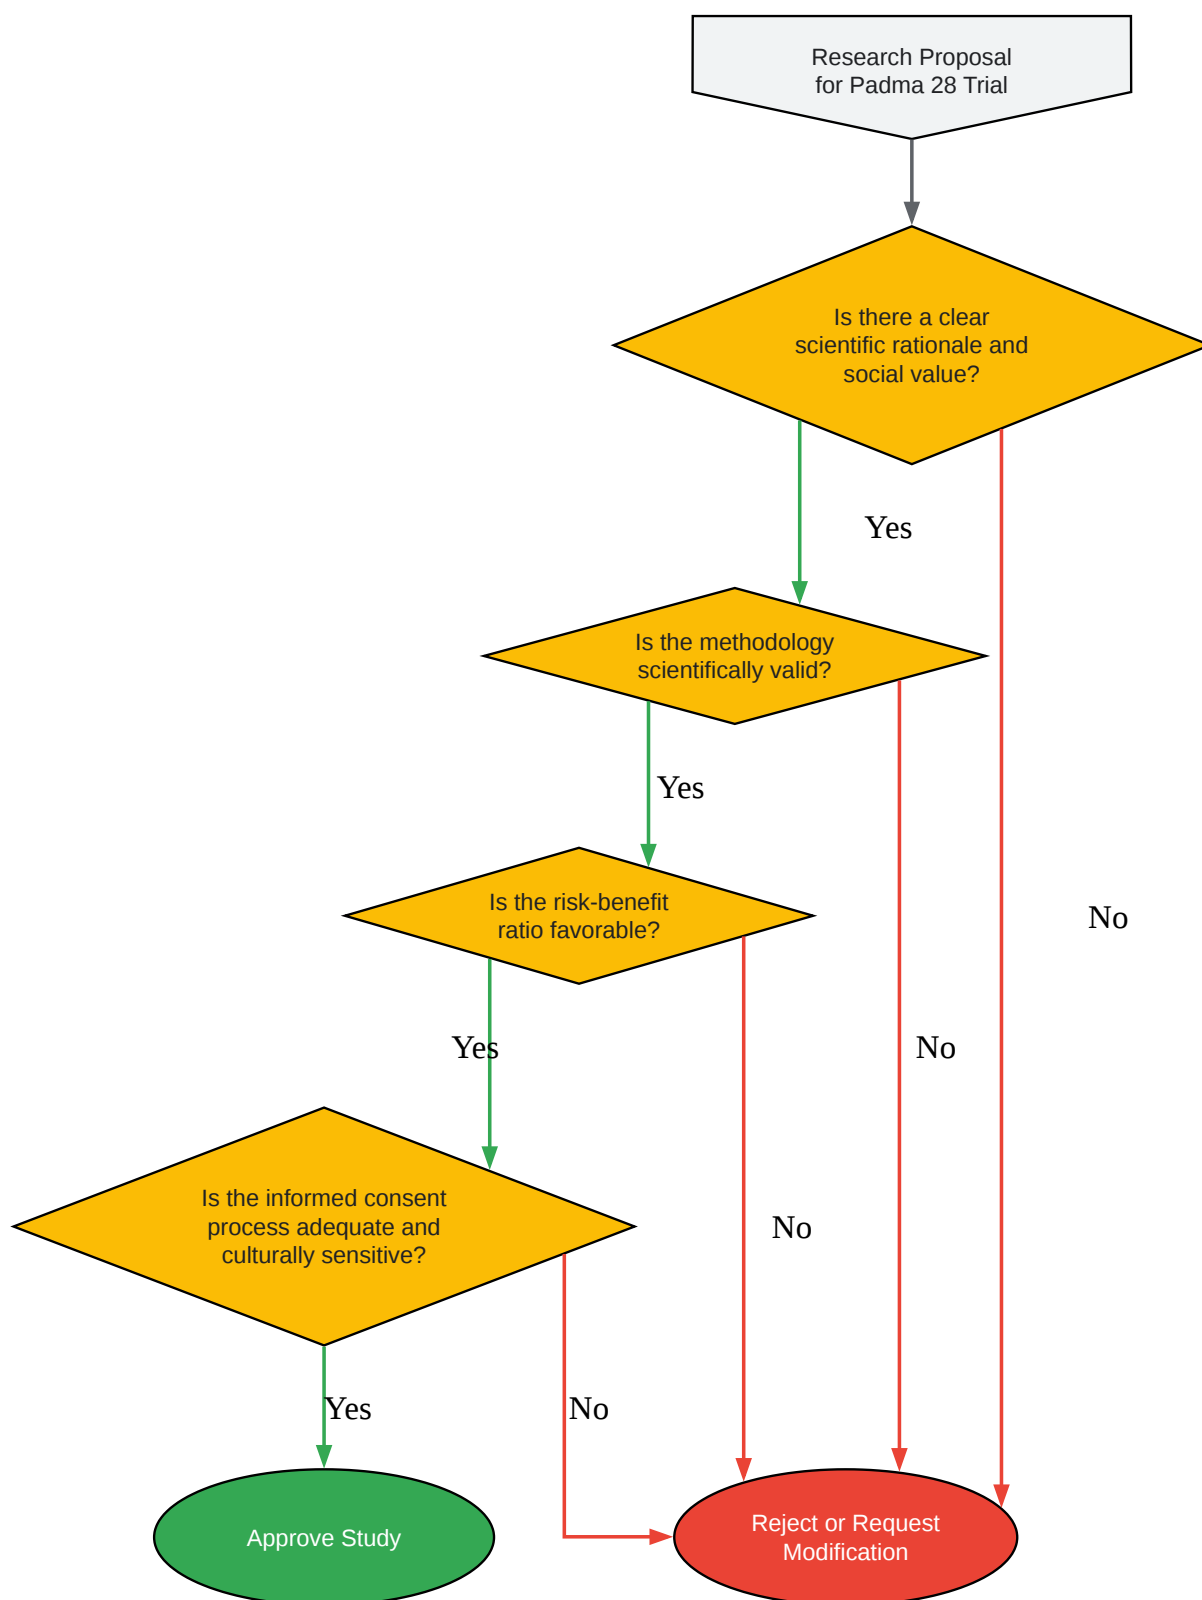 Research Proposal
for Padma 28 Trial
Is there a clear
scientific rationale and
social value?
Yes
Is the methodology
scientifically valid?
Yes
Is the risk-benefit
ratio favorable?
No
Yes
No
Is the informed consent
process adequate and
culturally sensitive?
No
Yes
No
Approve Study
Reject or Request
Modification